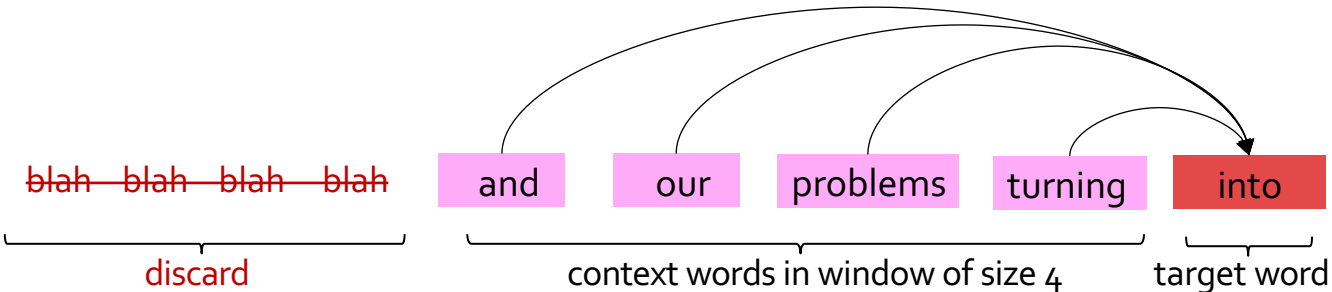 blah blah blah blah and our problems turning into
discard context words in window of size 4 target word